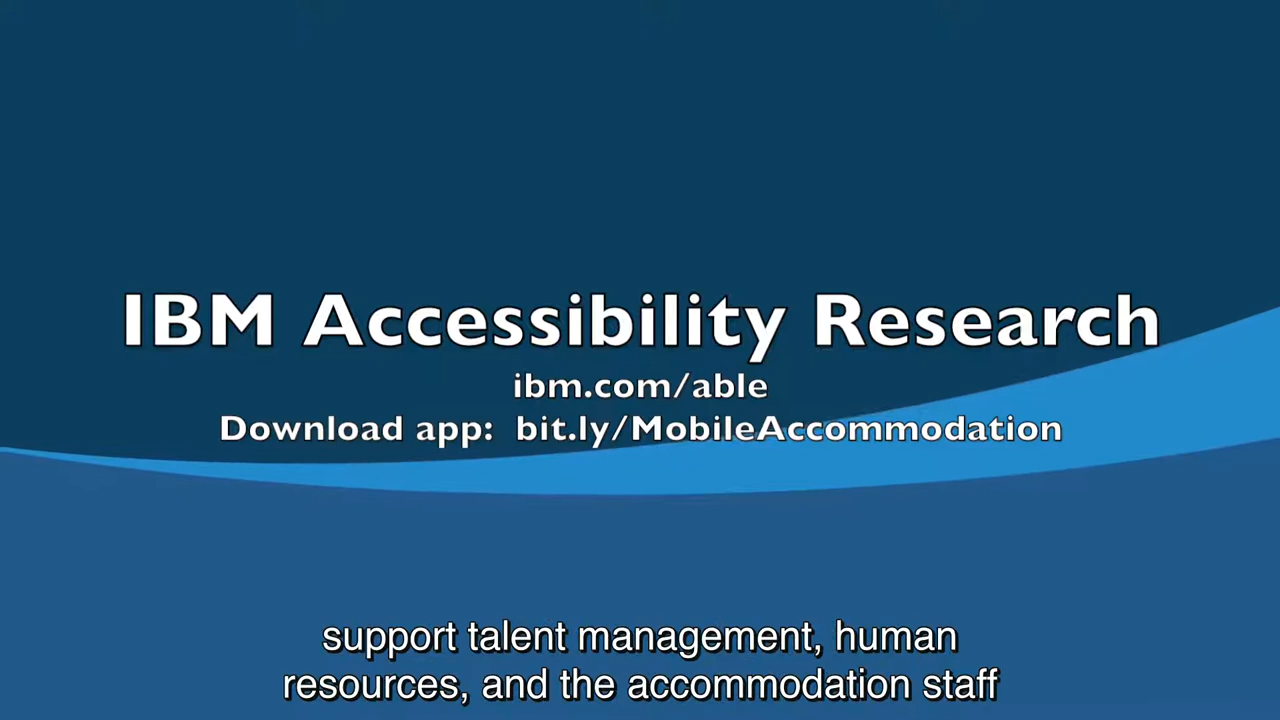 IBM Accessibility Research
ibm.com/able
Download app: bit.ly/MobileAccommodation
support talent management, human
resources, and the accommodation staff